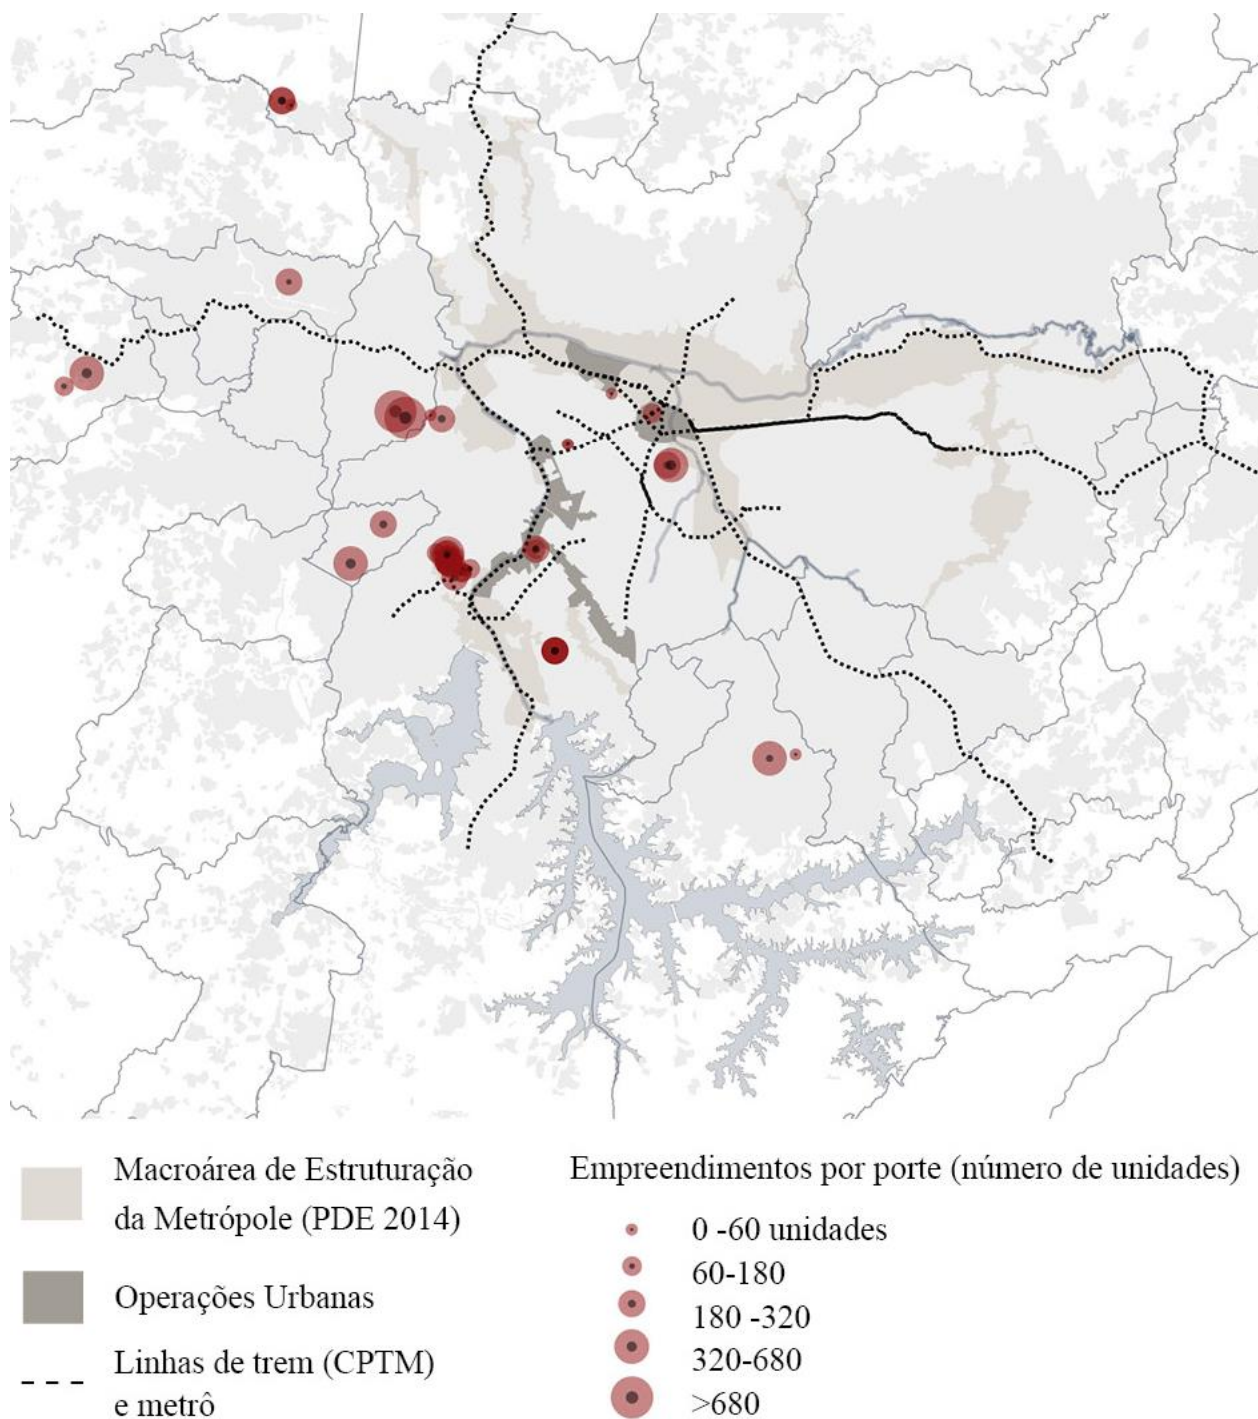 Macroárea de Estruturação
da Metrópole (PDE 2014)
Operações Urbanas
Linhas de trem (CPTM)
e metrô
Empreendimentos por porte (número de unidades)
0 -60 unidades
60-180
180 -320
320-680
>680